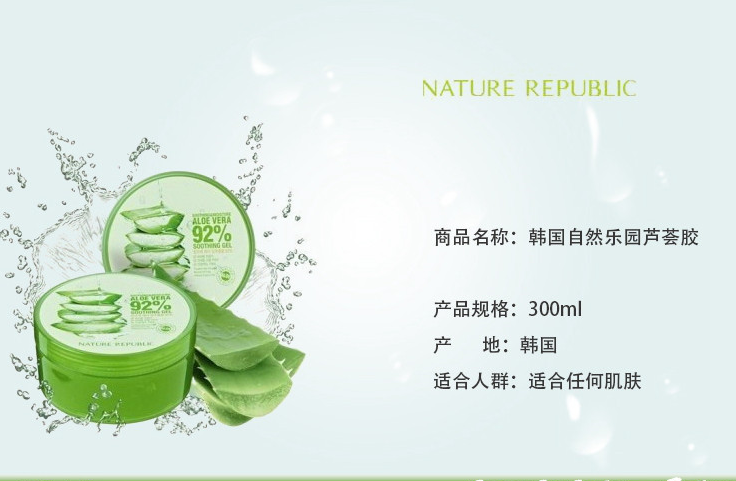 NATURE REPUBLIC
商品名称：韩国自然乐园芦荟胶
产品规格：300ml
产 地：韩国
适合人群：适合任何肌肤
ALOE VERA
92%
SOOTHING GEL
ALOE VERA
92%
SOOTHING GEL
NATURE REPUBLIC